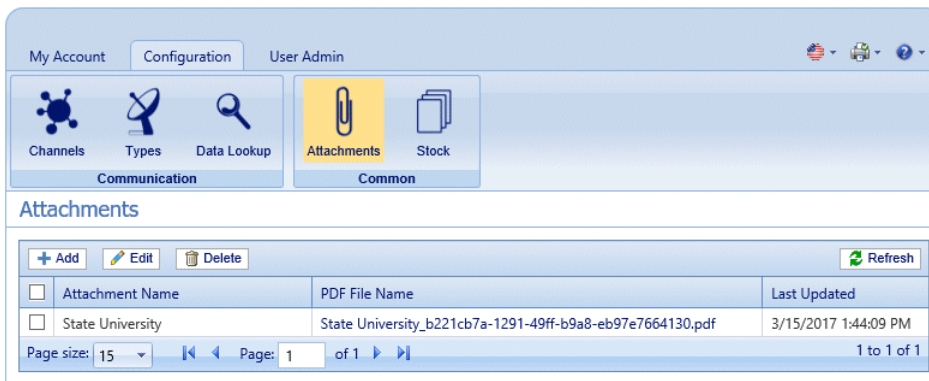 My Account Configuration User Admin
Channels Types Data Lookup Attachments Stock
Communication Common
Attachments
Add Edit Delete Refresh
Attachment Name PDF File Name Last Updated
State University State University_b221cb7a-1291-49ff-b9a8-eb97e7664130.pdf 3/15/2017 1:44:09 PM
Page size: 15 Page: 1 of 1 1 to 1 of 1